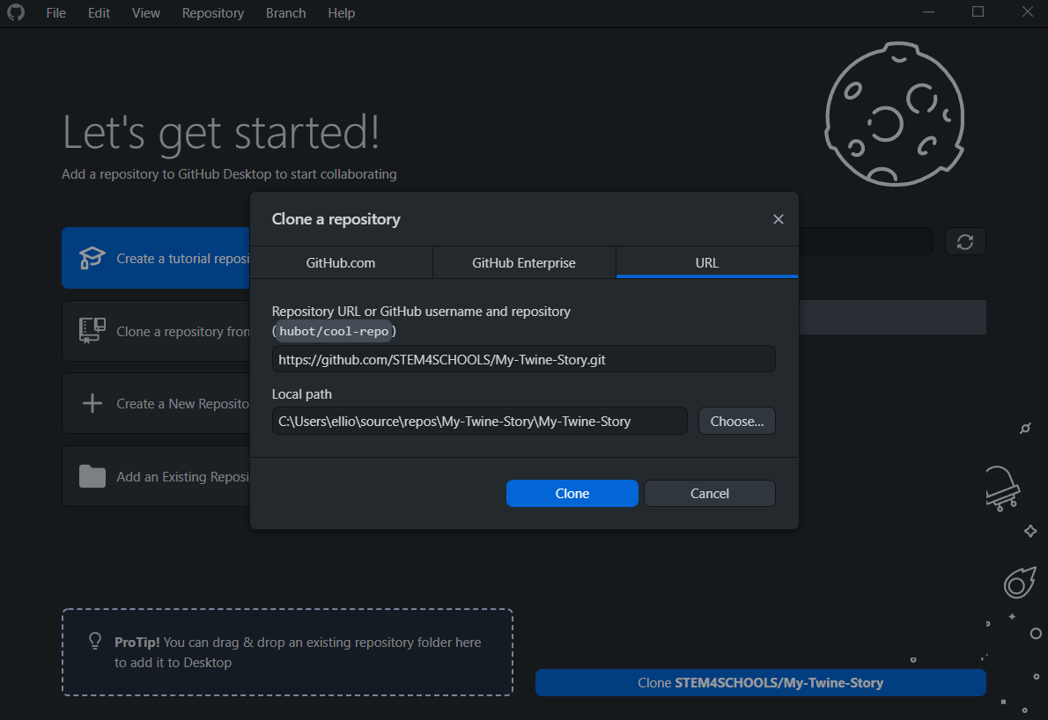 File Edit View Repository Branch Help
Let's get started!
Add a repository to GitHub Desktop to start collaborating
Create a tutorial reposi
Clone a repository from
Create a New Reposito
Add an Existing Reposi
Clone a repository
GitHub.com GitHub Enterprise URL
Repository URL or GitHub username and repository
(hubot/cool-repo)
https://github.com/STEM4SCHOOLS/My-Twine-Story.git
Local path
C:\Users\ellio\source\repos\My-Twine-Story\My-Twine-Story Choose...
Clone Cancel
ProTip! You can drag & drop an existing repository folder here
to add it to Desktop
Clone STEM4SCHOOLS/My-Twine-Story